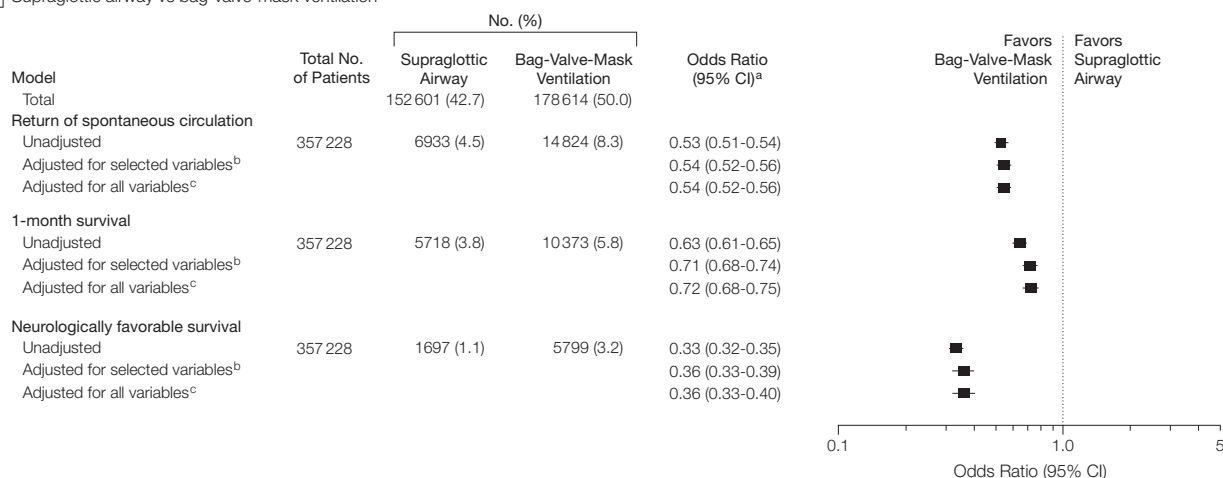 Supraglottic airway vs bag-valve-mask ventilation
No. (%)
Model
Total No. of Patients
Supraglottic Airway
Bag-Valve-Mask Ventilation
Odds Ratio (95% CI)a
Favors Bag-Valve-Mask Ventilation
Favors Supraglottic Airway
Total 152 601 (42.7) 178 614 (50.0)
Return of spontaneous circulation
Unadjusted 357 228 6933 (4.5) 14 824 (8.3) 0.53 (0.51-0.54)
Adjusted for selected variablesb 0.54 (0.52-0.56)
Adjusted for all variablesc 0.54 (0.52-0.56)
1-month survival
Unadjusted 357 228 5718 (3.8) 10 373 (5.8) 0.63 (0.61-0.65)
Adjusted for selected variablesb 0.71 (0.68-0.74)
Adjusted for all variablesc 0.72 (0.68-0.75)
Neurologically favorable survival
Unadjusted 357 228 1697 (1.1) 5799 (3.2) 0.33 (0.32-0.35)
Adjusted for selected variablesb 0.36 (0.33-0.39)
Adjusted for all variablesc 0.36 (0.33-0.40)
0.1 1.0 5
Odds Ratio (95% CI)